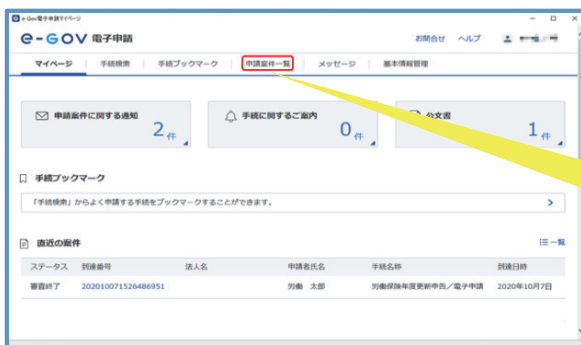 e-Gov電子申請マイページ
e-GOV 電子申請
お問合せ ヘルプ
マイページ 手続検索 手続ブックマーク 申請案件一覧 メッセージ 基本情報管理
申請案件に関する通知 2件
手続に関するご案内 0件
公文書 1件
手続ブックマーク
「手続検索」からよく申請する手続をブックマークすることができます。
直近の案件 一覧
ステータス 到達番号 法人名 申請者氏名 手続名称 到達日時
審査終了 202010071526486951 労働 太郎 労働保険年度更新申告／電子申請 2020年10月7日